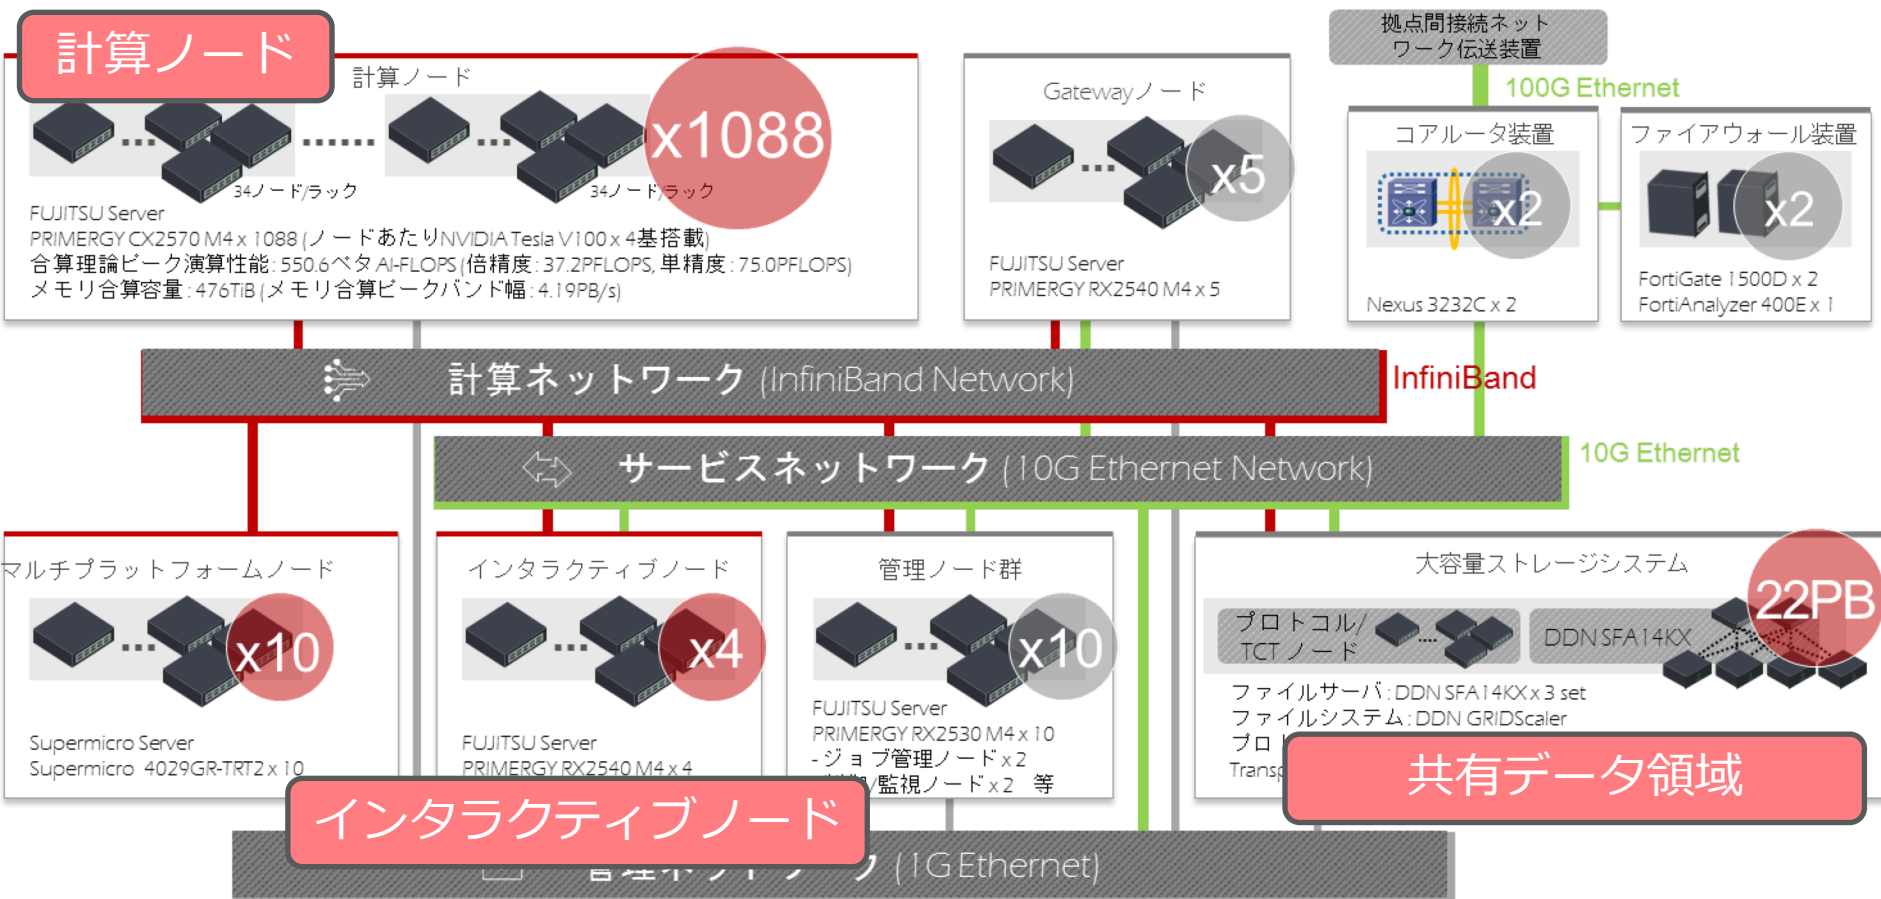 計算ノード
計算ノード
x1088
34ノード/ラック
34ノード/ラック
FUJITSU Server
PRIMERGY CX2570 M4 x 1088 (ノードあたりNVIDIA Tesla V100 x 4基搭載)
合算理論ピーク演算性能 : 550.6ペタ AI-FLOPS (倍精度 : 37.2PFLOPS, 単精度 : 75.0PFLOPS)
メモリ合算容量 : 476TiB (メモリ合算ピークバンド幅 : 4.19PB/s)
Gatewayノード
x5
FUJITSU Server
PRIMERGY RX2540 M4 x 5
拠点間接続ネット
ワーク伝送装置
100G Ethernet
コアルータ装置
x2
Nexus 3232C x 2
ファイアウォール装置
x2
FortiGate 1500D x 2
FortiAnalyzer 400E x 1
計算ネットワーク (InfiniBand Network)
InfiniBand
サービスネットワーク (10G Ethernet Network)
10G Ethernet
マルチプラットフォームノード
x10
Supermicro Server
Supermicro 4029GR-TRT2 x 10
インタラクティブノード
x4
FUJITSU Server
PRIMERGY RX2540 M4 x 4
インタラクティブノード
管理ノード群
x10
FUJITSU Server
PRIMERGY RX2530 M4 x 10
- ジョブ管理ノード x 2
/監視ノード x 2 等
大容量ストレージシステム
22PB
プロトコル/
TCTノード
DDN SFA14KX
ファイルサーバ : DDN SFA14KX x 3 set
ファイルシステム : DDN GRIDScaler
プロ
Transp
共有データ領域
管理ネットワーク (1G Ethernet)